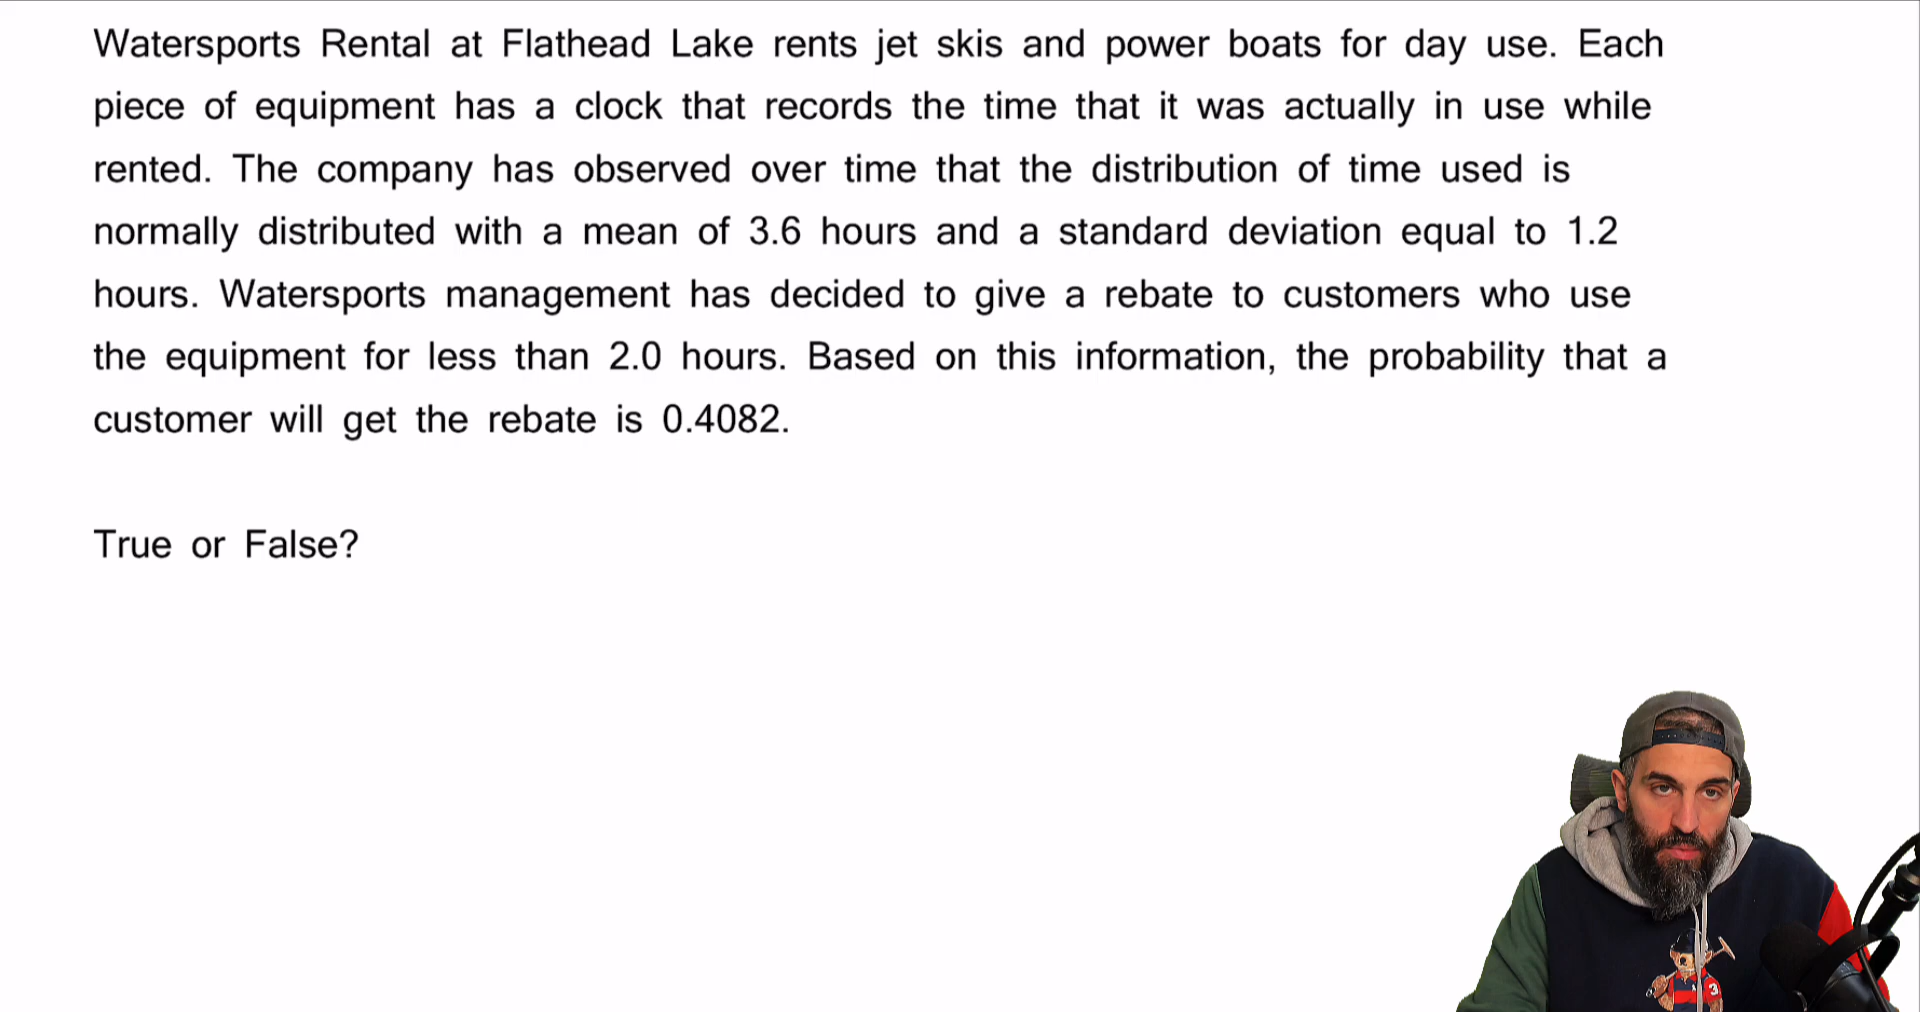 Watersports Rental at Flathead Lake rents jet skis and power boats for day use. Each
piece of equipment has a clock that records the time that it was actually in use while
rented. The company has observed over time that the distribution of time used is
normally distributed with a mean of 3.6 hours and a standard deviation equal to 1.2
hours. Watersports management has decided to give a rebate to customers who use
the equipment for less than 2.0 hours. Based on this information, the probability that a
customer will get the rebate is 0.4082.
True or False?
3